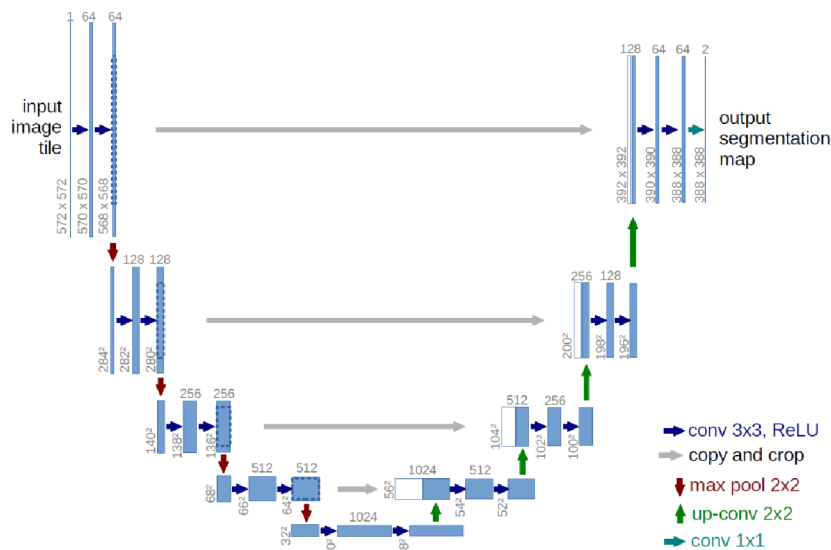 1 64 64
128 64 64 2
input
image
tile
output
segmentation
map
572 x 572
570 x 570
568 x 568
392 x 392
390 x 390
388 x 388
388 x 388
128 128
256 128
284²
282²
280²
200²
198²
196²
256 256
512 256
140²
138²
136²
104²
102²
100²
512 512
1024 512
68²
66²
64²
56²
54²
52²
1024
32²
0²
8²
conv 3x3, ReLU
copy and crop
max pool 2x2
up-conv 2x2
conv 1x1